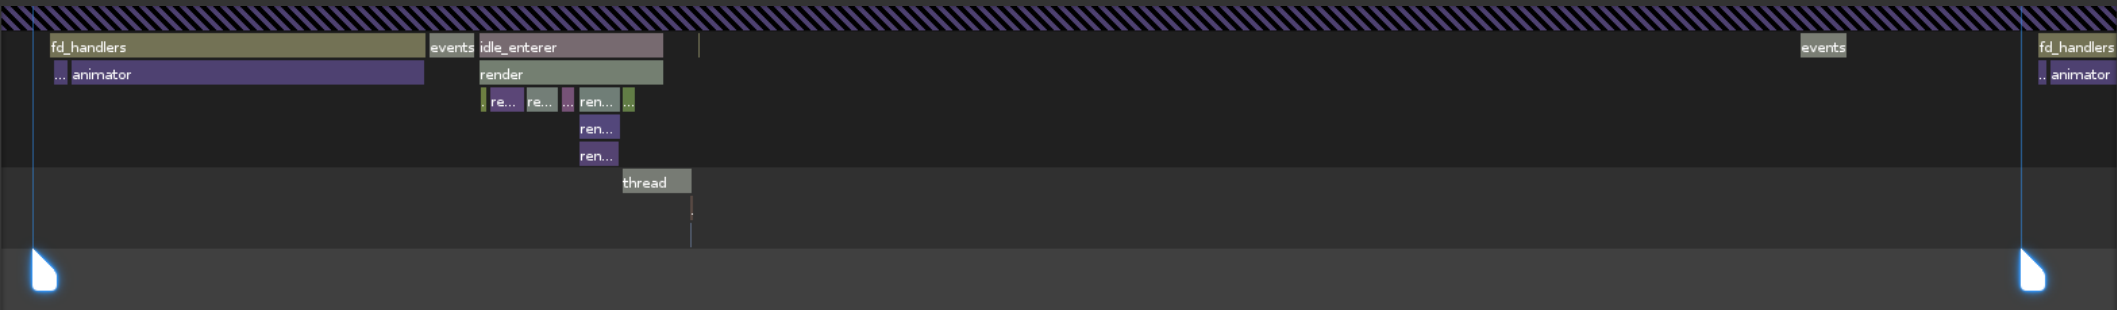 fd_handlers events idle_enterer events fd_handlers
... animator render .. animator
. re... re... ... ren... ...
ren...
ren...
thread
.